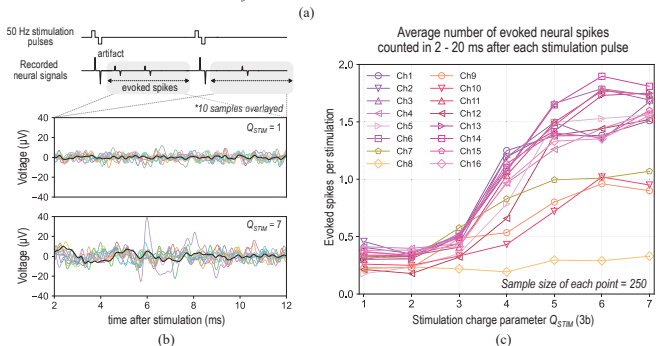 (a)
(b)
50 Hz stimulation
pulses
artifact
Recorded
neural signals
evoked spikes
*10 samples overlayed
40
20
0
−20
−40
Voltage (µV)
Q_STIM = 1
40
20
0
−20
−40
Voltage (µV)
Q_STIM = 7
2 4 6 8 10 12
time after stimulation (ms)
(b)
Average number of evoked neural spikes
counted in 2 - 20 ms after each stimulation pulse
2.0
1.5
1.0
0.5
0.0
Evoked spikes per stimulation
Ch1 Ch9
Ch2 Ch10
Ch3 Ch11
Ch4 Ch12
Ch5 Ch13
Ch6 Ch14
Ch7 Ch15
Ch8 Ch16
Sample size of each point = 250
1 2 3 4 5 6 7
Stimulation charge parameter Q_STIM (3b)
(c)